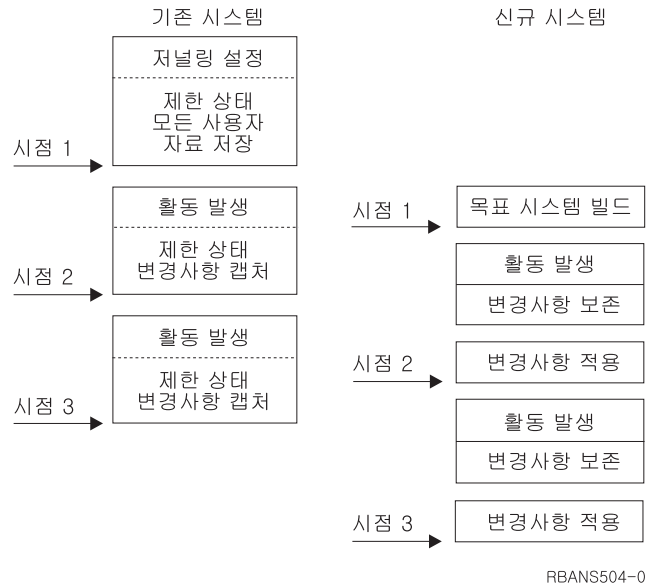 기존 시스템
저널링 설정
제한 상태
모든 사용자
자료 저장
시점 1
활동 발생
제한 상태
변경사항 캡처
시점 2
활동 발생
제한 상태
변경사항 캡처
시점 3
신규 시스템
시점 1
목표 시스템 빌드
활동 발생
변경사항 보존
시점 2
변경사항 적용
활동 발생
변경사항 보존
시점 3
변경사항 적용
RBANS504-0